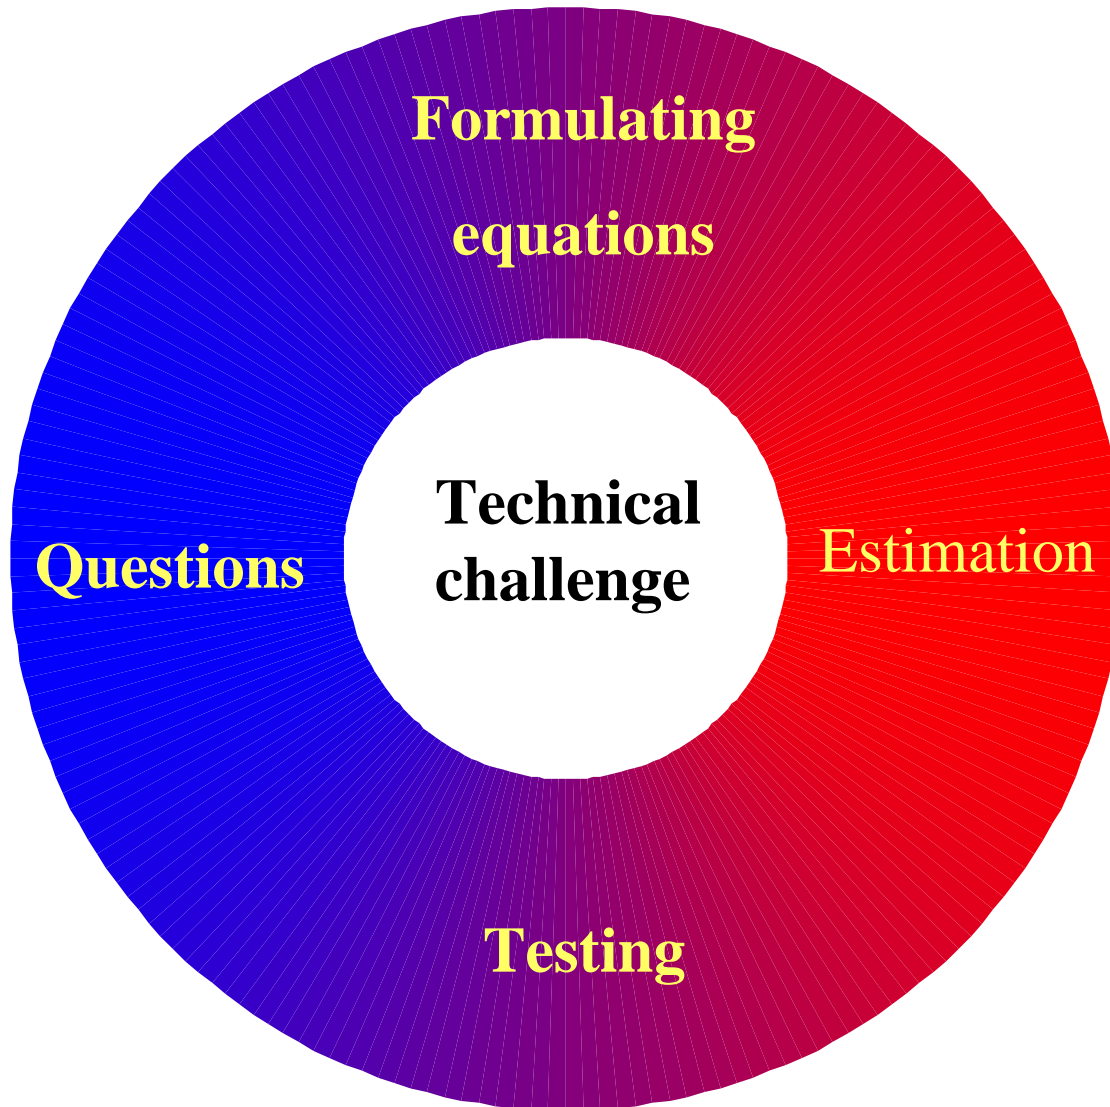 Formulating
equations
Technical
challenge
Questions
Estimation
Testing